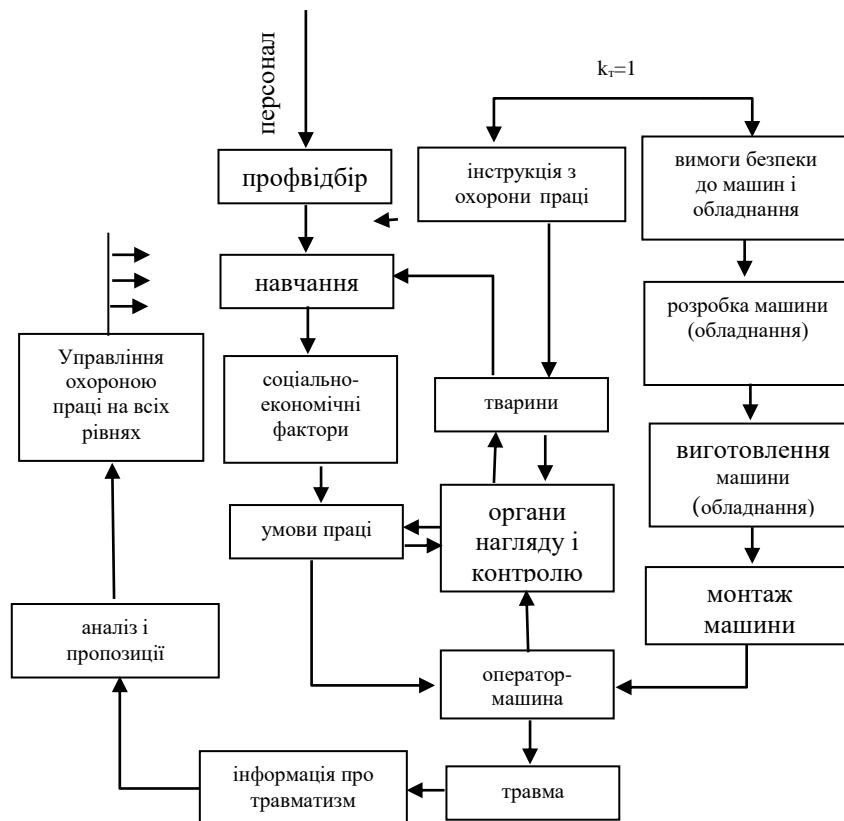 персонал
kт=1
профвідбір
інструкція з
охорони праці
вимоги безпеки
до машин і
обладнання
навчання
розробка машини
(обладнання)
Управління
охороною
праці на всіх
рівнях
соціально-
економічні
фактори
тварини
виготовлення
машини
(обладнання)
умови праці
органи
нагляду і
контролю
монтаж
машини
аналіз і
пропозиції
оператор-
машина
інформація про
травматизм
травма